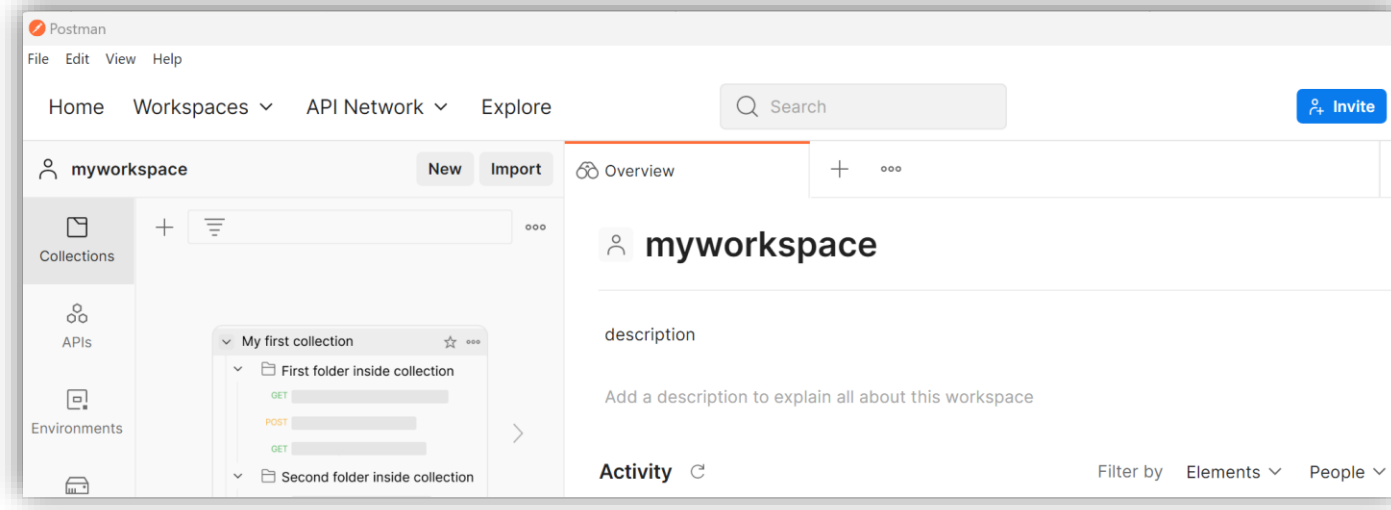 Postman
File Edit View Help
Home Workspaces API Network Explore Search Invite
myworkspace New Import Overview
Collections
APIs
Environments
My first collection
First folder inside collection
GET
POST
GET
Second folder inside collection
myworkspace
description
Add a description to explain all about this workspace
Activity Filter by Elements People